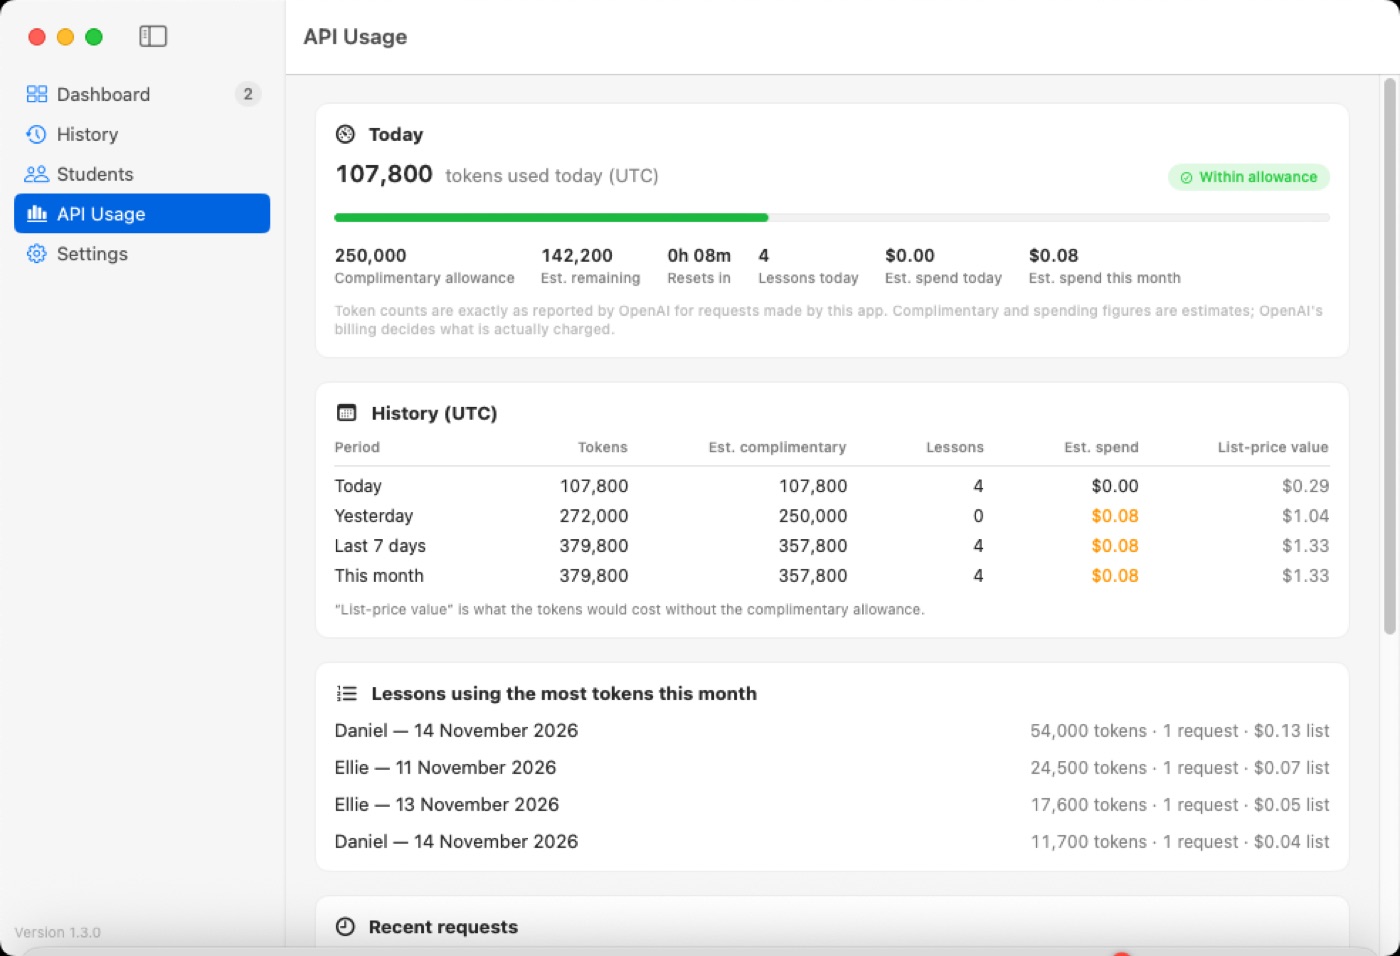 API Usage
Dashboard 2
History
Students
API Usage
Settings
Version 1.3.0
Today
107,800 tokens used today (UTC)
Within allowance
250,000 142,200 0h 08m 4 $0.00 $0.08
Complimentary allowance Est. remaining Resets in Lessons today Est. spend today Est. spend this month
Token counts are exactly as reported by OpenAI for requests made by this app. Complimentary and spending figures are estimates; OpenAI's
billing decides what is actually charged.
History (UTC)
Period Tokens Est. complimentary Lessons Est. spend List-price value
Today 107,800 107,800 4 $0.00 $0.29
Yesterday 272,000 250,000 0 $0.08 $1.04
Last 7 days 379,800 357,800 4 $0.08 $1.33
This month 379,800 357,800 4 $0.08 $1.33
"List-price value" is what the tokens would cost without the complimentary allowance.
Lessons using the most tokens this month
Daniel — 14 November 2026 54,000 tokens · 1 request · $0.13 list
Ellie — 11 November 2026 24,500 tokens · 1 request · $0.07 list
Ellie — 13 November 2026 17,600 tokens · 1 request · $0.05 list
Daniel — 14 November 2026 11,700 tokens · 1 request · $0.04 list
Recent requests